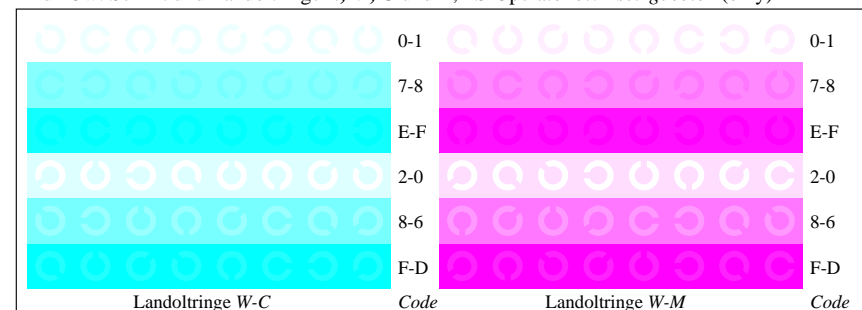 0-1 0-1
7-8 7-8
E-F E-F
2-0 2-0
8-6 8-6
F-D F-D
Landoltringe W-C Code Landoltringe W-M Code